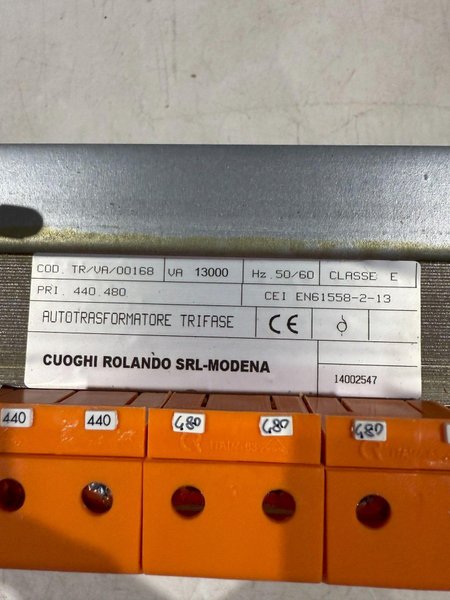 COD. TR/VA/00168 VA 13000 Hz.50/60 CLASSE E
PRI. 440.480 CEI EN61558-2-13
AUTOTRASFORMATORE TRIFASE CE
CUOGHI ROLANDO SRL-MODENA
14002547
440 440 480 480 480